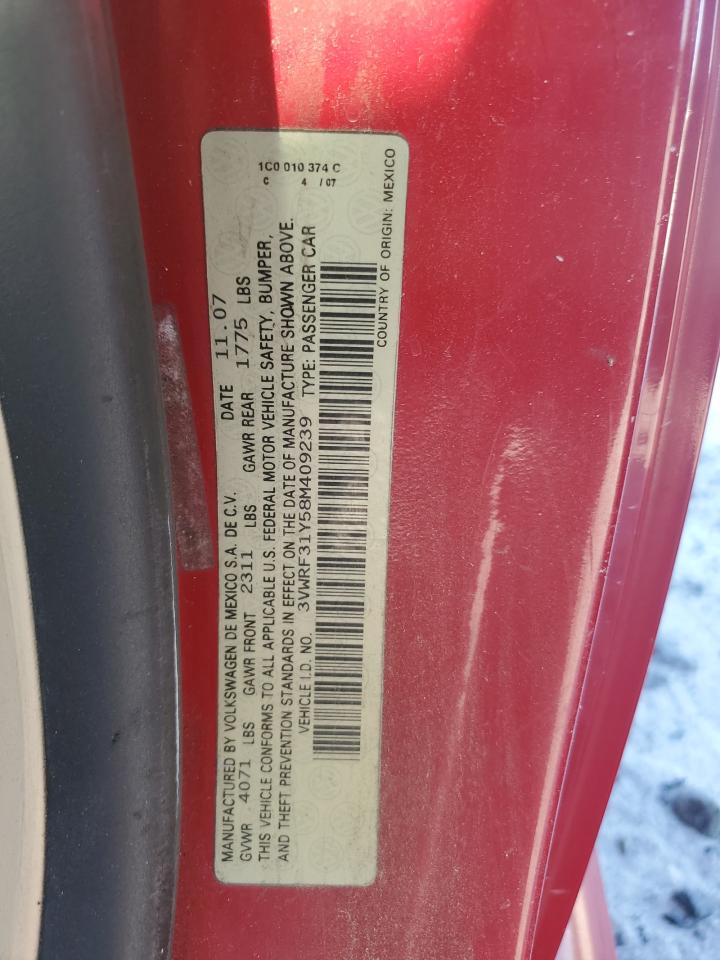 MANUFACTURED BY VOLKSWAGEN DE MEXICO S.A. DE C.V. DATE 11.07
GVWR 4071 LBS GAWR FRONT 2311 LBS GAWR REAR 1775 LBS
THIS VEHICLE CONFORMS TO ALL APPLICABLE U.S. FEDERAL MOTOR VEHICLE SAFETY, BUMPER,
AND THEFT PREVENTION STANDARDS IN EFFECT ON THE DATE OF MANUFACTURE SHOWN ABOVE.
VEHICLE I.D. NO. 3VWRF31Y58M409239 TYPE: PASSENGER CAR
COUNTRY OF ORIGIN: MEXICO
1C0 010 374 C
C 4 /07